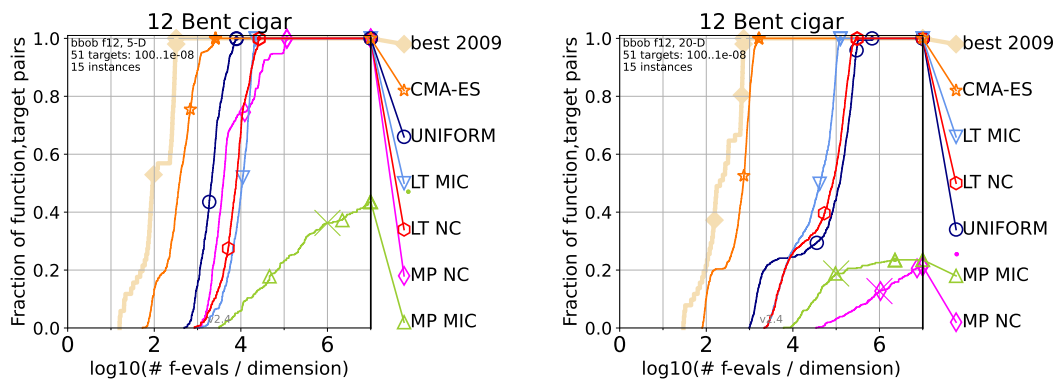 12 Bent cigar
bbob f12, 5-D
51 targets: 100..1e-08
15 instances
1.0
0.8
0.6
0.4
0.2
0.0
Fraction of function,target pairs
0
2
4
6
log10(# f-evals / dimension)
v2.4
best 2009
CMA-ES
UNIFORM
LT MIC
LT NC
MP NC
MP MIC
12 Bent cigar
bbob f12, 20-D
51 targets: 100..1e-08
15 instances
1.0
0.8
0.6
0.4
0.2
0.0
Fraction of function,target pairs
0
2
4
6
log10(# f-evals / dimension)
v2.4
best 2009
CMA-ES
LT MIC
LT NC
UNIFORM
MP MIC
MP NC